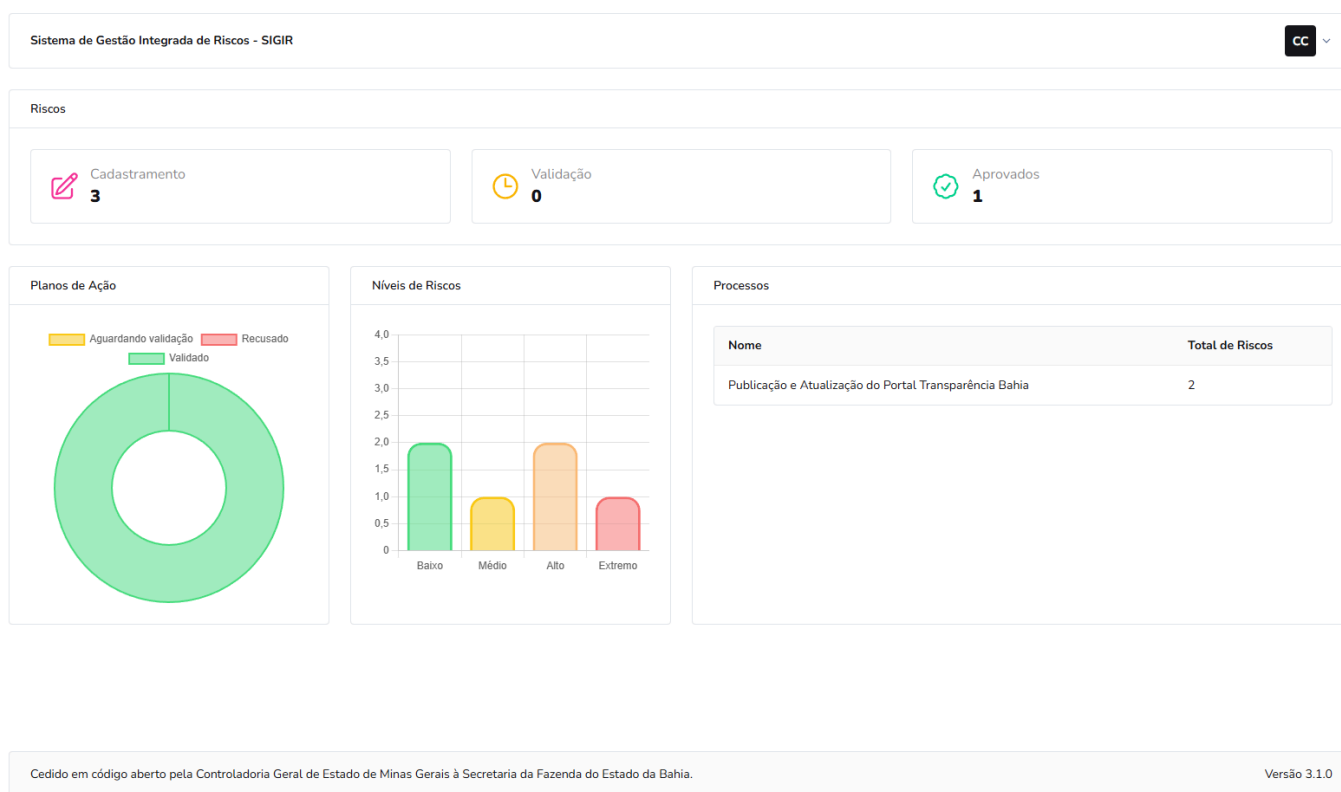 Sistema de Gestão Integrada de Riscos - SIGIR
CC
Riscos
Cadastramento
3
Validação
0
Aprovados
1
Planos de Ação
Aguardando validação
Recusado
Validado
Níveis de Riscos
4,0
3,5
3,0
2,5
2,0
1,5
1,0
0,5
0
Baixo
Médio
Alto
Extremo
Processos
Nome
Total de Riscos
Publicação e Atualização do Portal Transparência Bahia
2
Cedido em código aberto pela Controladoria Geral de Estado de Minas Gerais à Secretaria da Fazenda do Estado da Bahia.
Versão 3.1.0